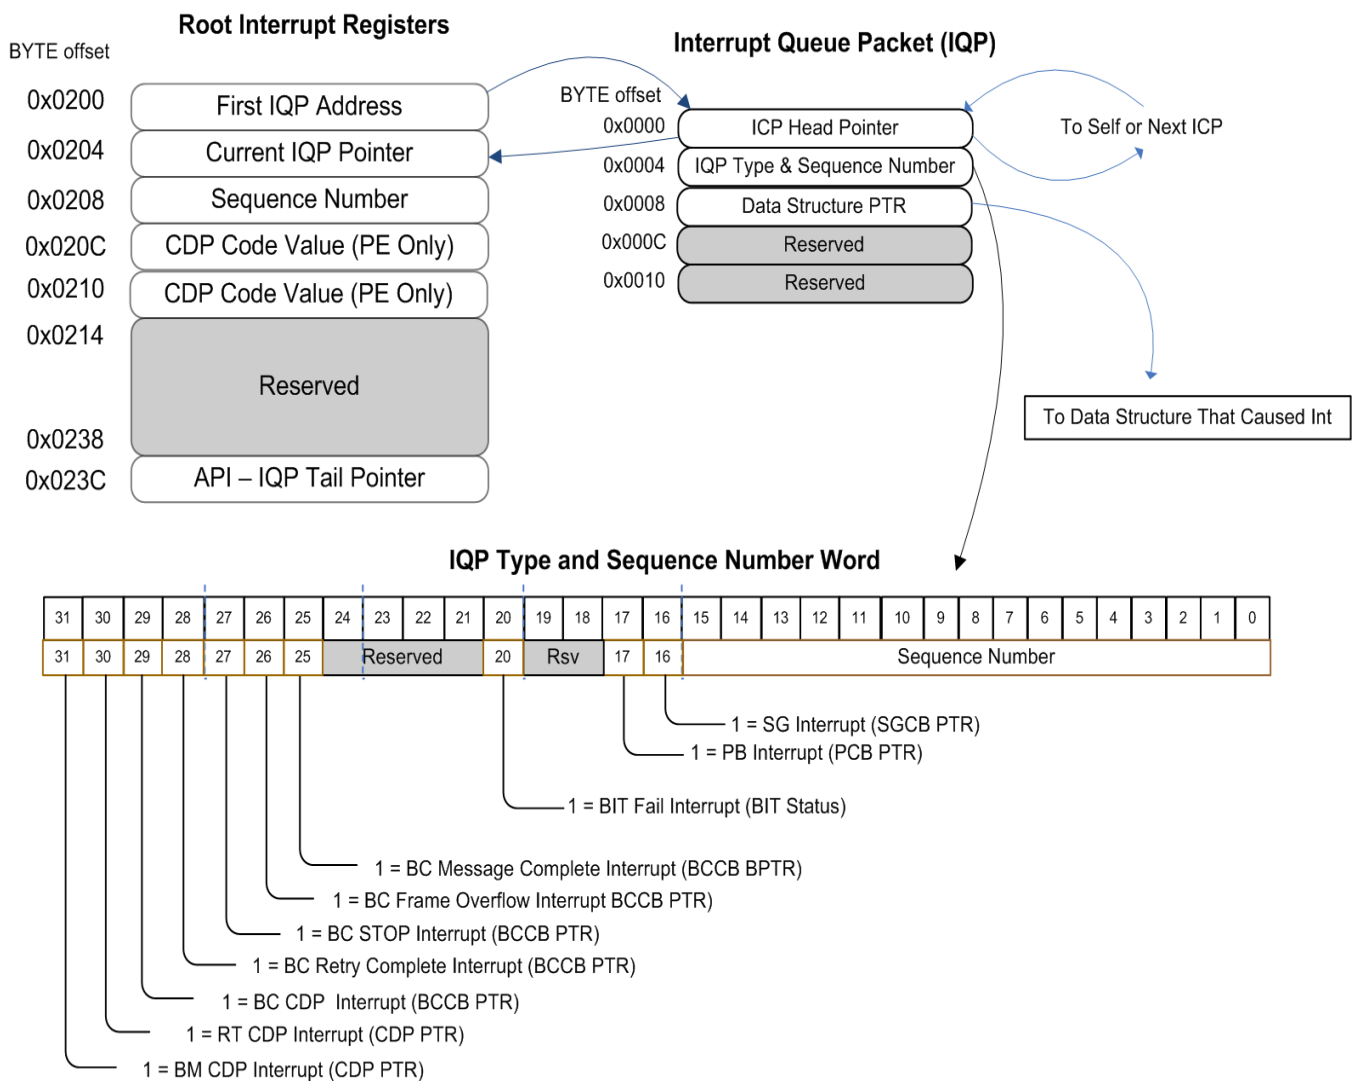 Root Interrupt Registers
BYTE offset
0x0200 First IQP Address
0x0204 Current IQP Pointer
0x0208 Sequence Number
0x020C CDP Code Value (PE Only)
0x0210 CDP Code Value (PE Only)
0x0214
Reserved
0x0238
0x023C API – IQP Tail Pointer
Interrupt Queue Packet (IQP)
BYTE offset
0x0000 ICP Head Pointer
0x0004 IQP Type & Sequence Number
0x0008 Data Structure PTR
0x000C Reserved
0x0010 Reserved
To Self or Next ICP
To Data Structure That Caused Int
IQP Type and Sequence Number Word
31 30 29 28 27 26 25 24 23 22 21 20 19 18 17 16 15 14 13 12 11 10 9 8 7 6 5 4 3 2 1 0
31 30 29 28 27 26 25 Reserved 20 Rsv 17 16 Sequence Number
1 = SG Interrupt (SGCB PTR)
1 = PB Interrupt (PCB PTR)
1 = BIT Fail Interrupt (BIT Status)
1 = BC Message Complete Interrupt (BCCB BPTR)
1 = BC Frame Overflow Interrupt BCCB PTR)
1 = BC STOP Interrupt (BCCB PTR)
1 = BC Retry Complete Interrupt (BCCB PTR)
1 = BC CDP Interrupt (BCCB PTR)
1 = RT CDP Interrupt (CDP PTR)
1 = BM CDP Interrupt (CDP PTR)